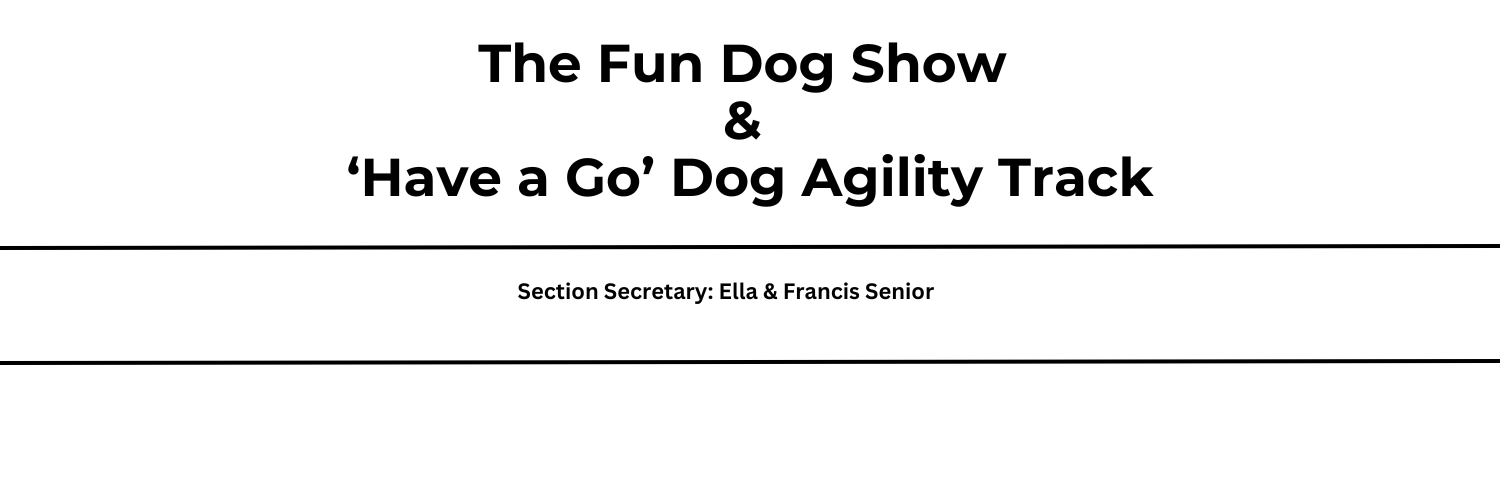 The Fun Dog Show
&
‘Have a Go’ Dog Agility Track
Section Secretary: Ella & Francis Senior